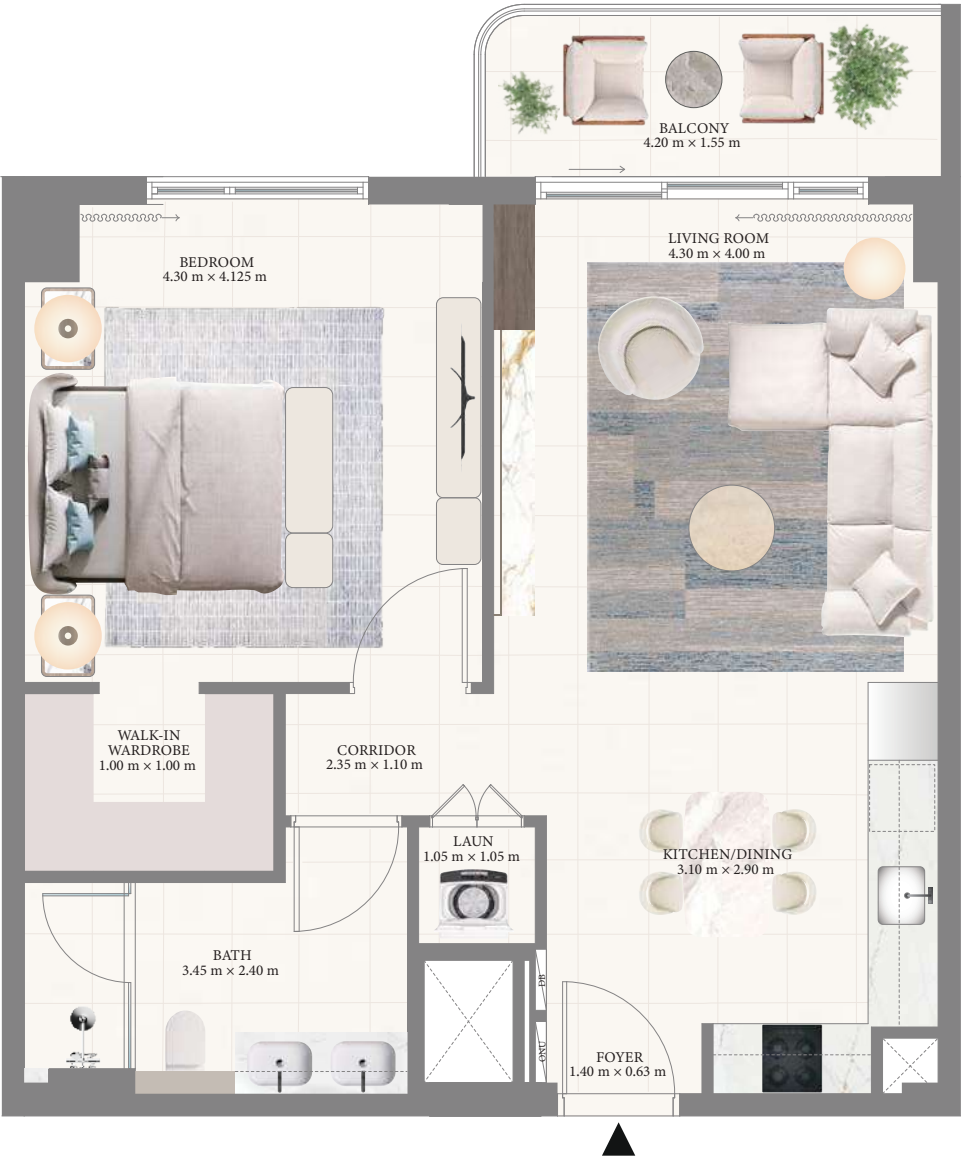 BALCONY
4.20 m × 1.55 m
LIVING ROOM
4.30 m × 4.00 m
BEDROOM
4.30 m × 4.125 m
WALK-IN
WARDROBE
1.00 m × 1.00 m
CORRIDOR
2.35 m × 1.10 m
LAUN
1.05 m × 1.05 m
KITCHEN/DINING
3.10 m × 2.90 m
BATH
3.45 m × 2.40 m
DB
ONU
FOYER
1.40 m × 0.63 m